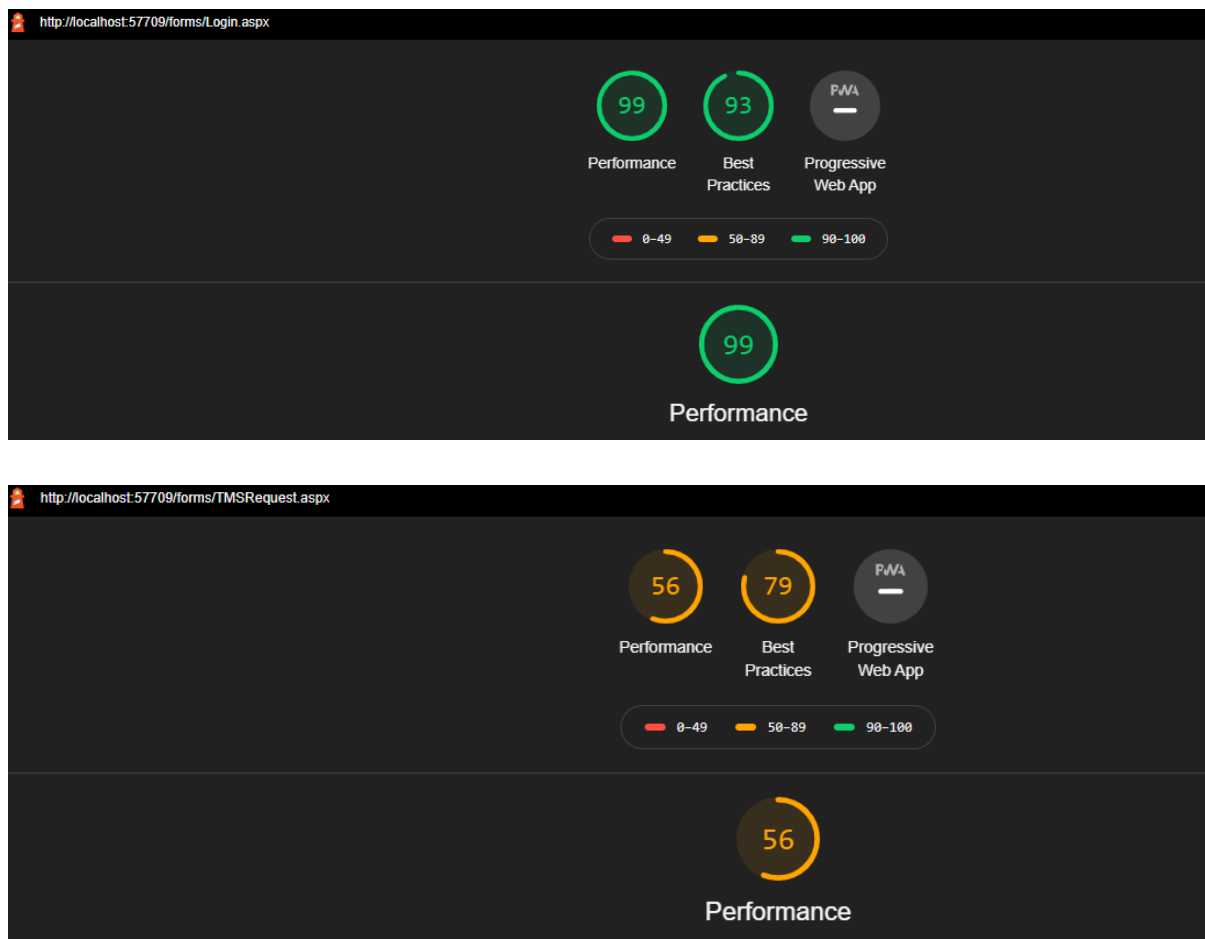 http://localhost:57709/forms/Login.aspx
99 93 PWA
Performance Best Progressive
Practices Web App
0-49 50-89 90-100
99
Performance
http://localhost:57709/forms/TMSRequest.aspx
56 79 PWA
Performance Best Progressive
Practices Web App
0-49 50-89 90-100
56
Performance